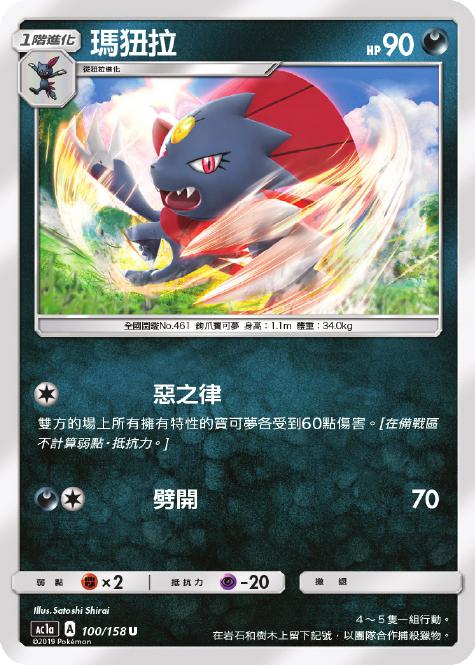 1階進化
瑪狃拉
HP90
從狃拉進化
全國圖鑑No.461 鉤爪寶可夢 身高：1.1m 體重：34.0kg
惡之律
雙方的場上所有擁有特性的寶可夢各受到60點傷害。[在備戰區
不計算弱點・抵抗力。]
劈開 70
弱點 ×2 抵抗力 -20 撤退
Illus.Satoshi Shirai
AC1a A 100/158 U
©2019 Pokémon
4～5隻一組行動。
在岩石和樹木上留下記號，以團隊合作捕殺獵物。